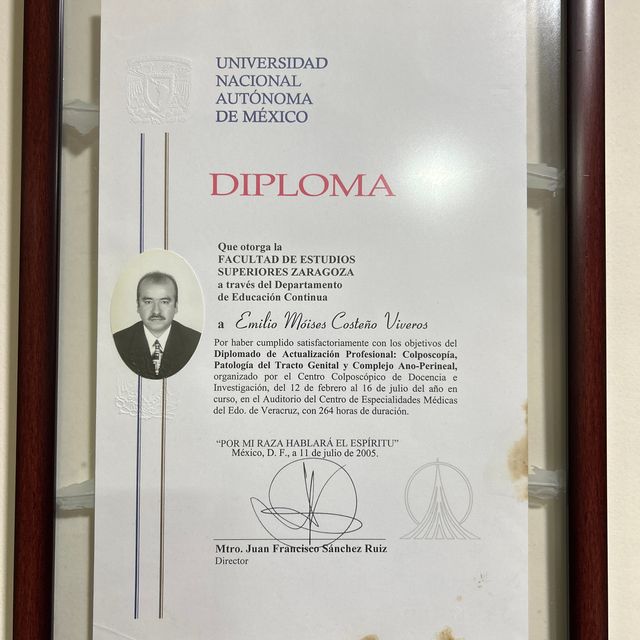 UNIVERSIDAD
NACIONAL
AUTÓNOMA
DE MÉXICO
DIPLOMA
Que otorga la
FACULTAD DE ESTUDIOS
SUPERIORES ZARAGOZA
a través del Departamento
de Educación Continua
a Emilio Móises Costeño Viveros
Por haber cumplido satisfactoriamente con los objetivos del
Diplomado de Actualización Profesional: Colposcopía,
Patología del Tracto Genital y Complejo Ano-Perineal,
organizado por el Centro Colposcópico de Docencia e
Investigación, del 12 de febrero al 16 de julio del año en
curso, en el Auditorio del Centro de Especialidades Médicas
del Edo. de Veracruz, con 264 horas de duración.
"POR MI RAZA HABLARÁ EL ESPÍRITU"
México, D. F., a 11 de julio de 2005.
Mtro. Juan Francisco Sánchez Ruiz
Director